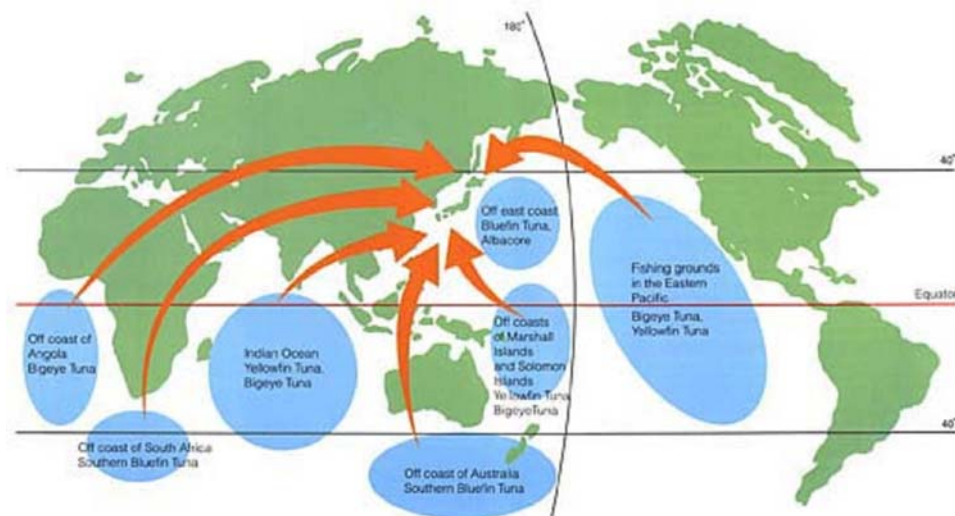 180°
40°
Off east coast
Bluefin Tuna,
Albacore
Fishing grounds
in the Eastern
Pacific
Bigeye Tuna,
Yellowfin Tuna
Equator
Off coast of
Angola
Bigeye Tuna
Indian Ocean
Yellowfin Tuna,
Bigeye Tuna
Off coasts
of Marshall
Islands
and Solomon
Islands
Yellowfin Tuna
BigeyeTuna
40°
Off coast of South Africa
Southern Bluefin Tuna
Off coast of Australia
Southern Bluefin Tuna